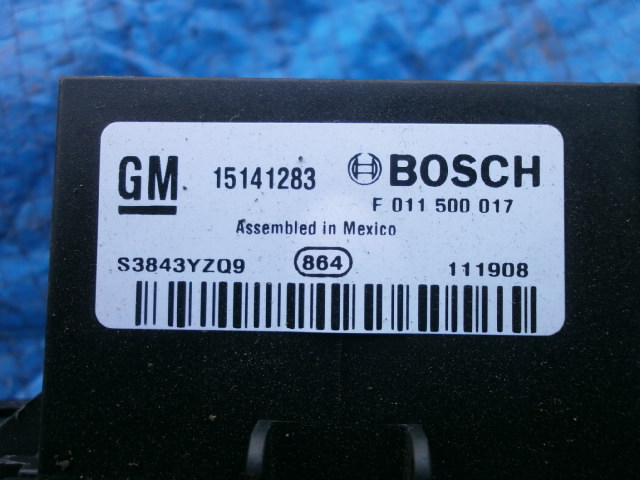 GM 15141283 BOSCH
F 011 500 017
Assembled in Mexico
S3843YZQ9 864 111908